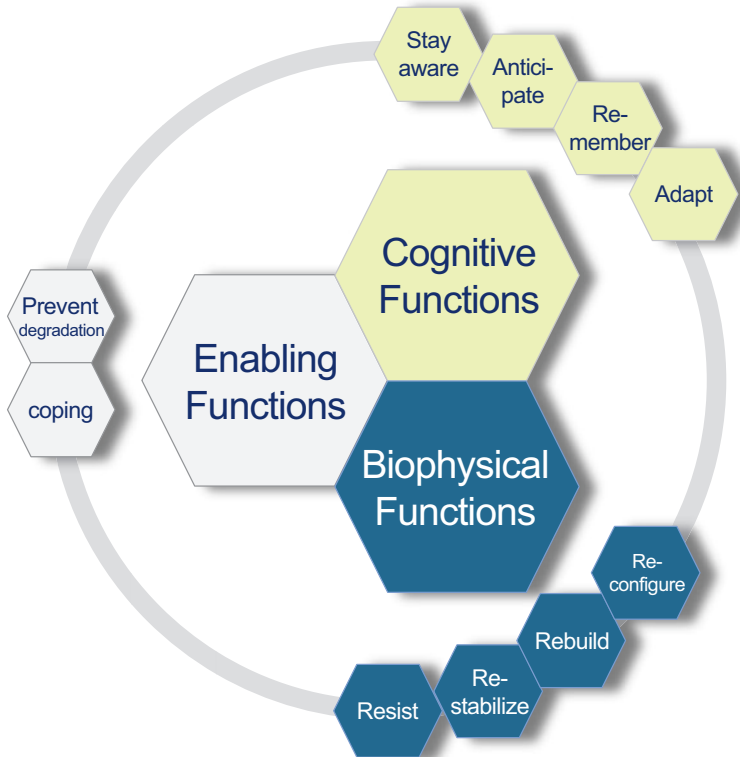 Stay
aware
Antici-
pate
Re-
member
Adapt
Cognitive
Functions
Prevent
degradation
coping
Enabling
Functions
Biophysical
Functions
Re-
configure
Rebuild
Re-
stabilize
Resist